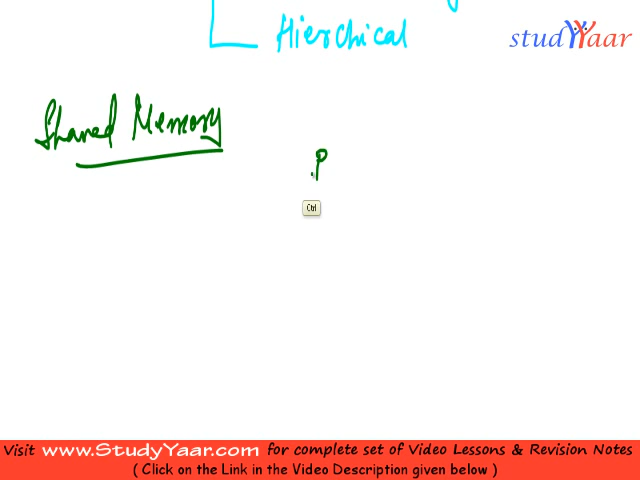 Hierchical
studYYaar
Shared Memory
P
Ctrl
Visit www.StudyYaar.com for complete set of Video Lessons & Revision Notes
( Click on the Link in the Video Description given below )